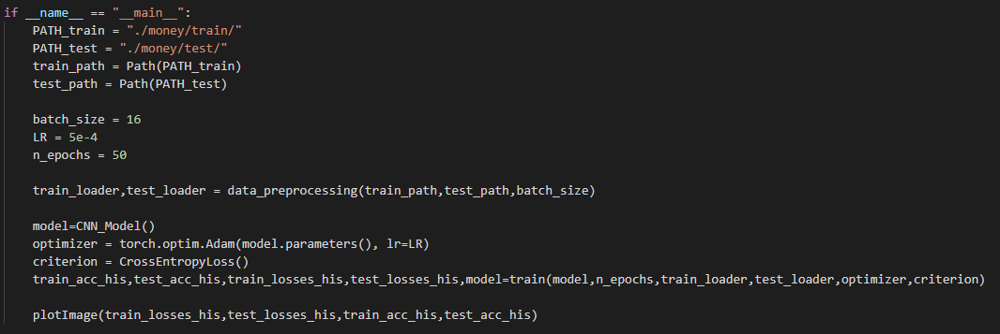 if __name__ == "__main__":
PATH_train = "./money/train/"
PATH_test = "./money/test/"
train_path = Path(PATH_train)
test_path = Path(PATH_test)
batch_size = 16
LR = 5e-4
n_epochs = 50
train_loader,test_loader = data_preprocessing(train_path,test_path,batch_size)
model=CNN_Model()
optimizer = torch.optim.Adam(model.parameters(), lr=LR)
criterion = CrossEntropyLoss()
train_acc_his,test_acc_his,train_losses_his,test_losses_his,model=train(model,n_epochs,train_loader,test_loader,optimizer,criterion)
plotImage(train_losses_his,test_losses_his,train_acc_his,test_acc_his)